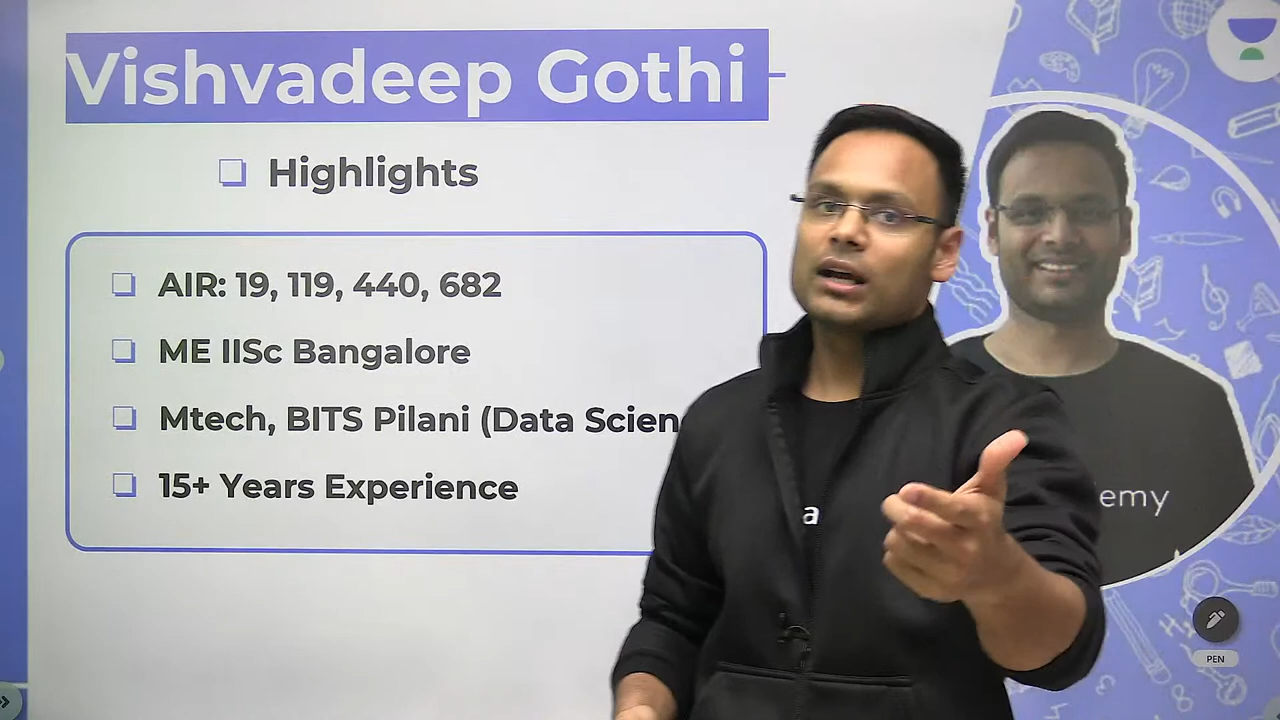 Vishvadeep Gothi
Highlights
AIR: 19, 119, 440, 682
ME IISc Bangalore
Mtech, BITS Pilani (Data Scien
15+ Years Experience
a
emy
PEN